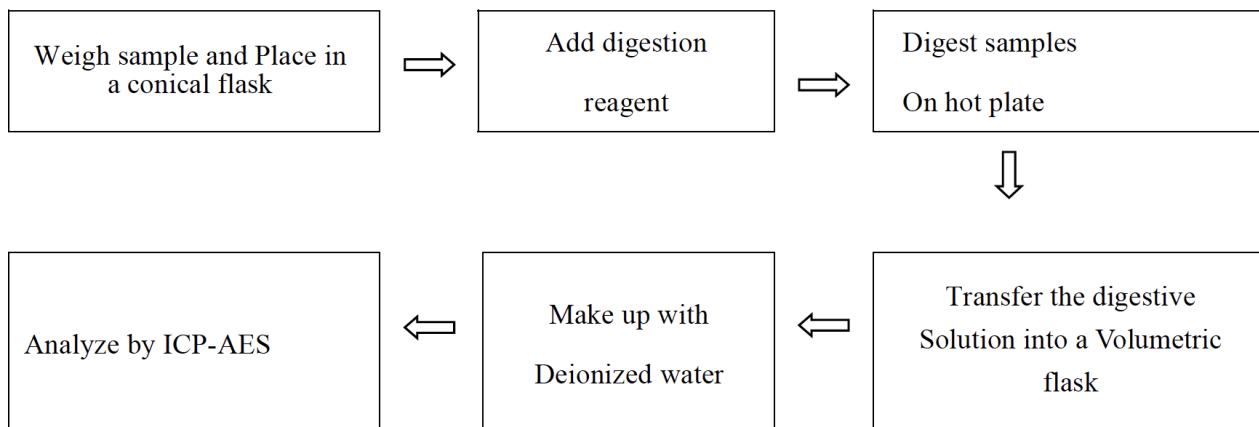 Weigh sample and Place in
a conical flask
Add digestion
reagent
Digest samples
On hot plate
Transfer the digestive
Solution into a Volumetric
flask
Make up with
Deionized water
Analyze by ICP-AES